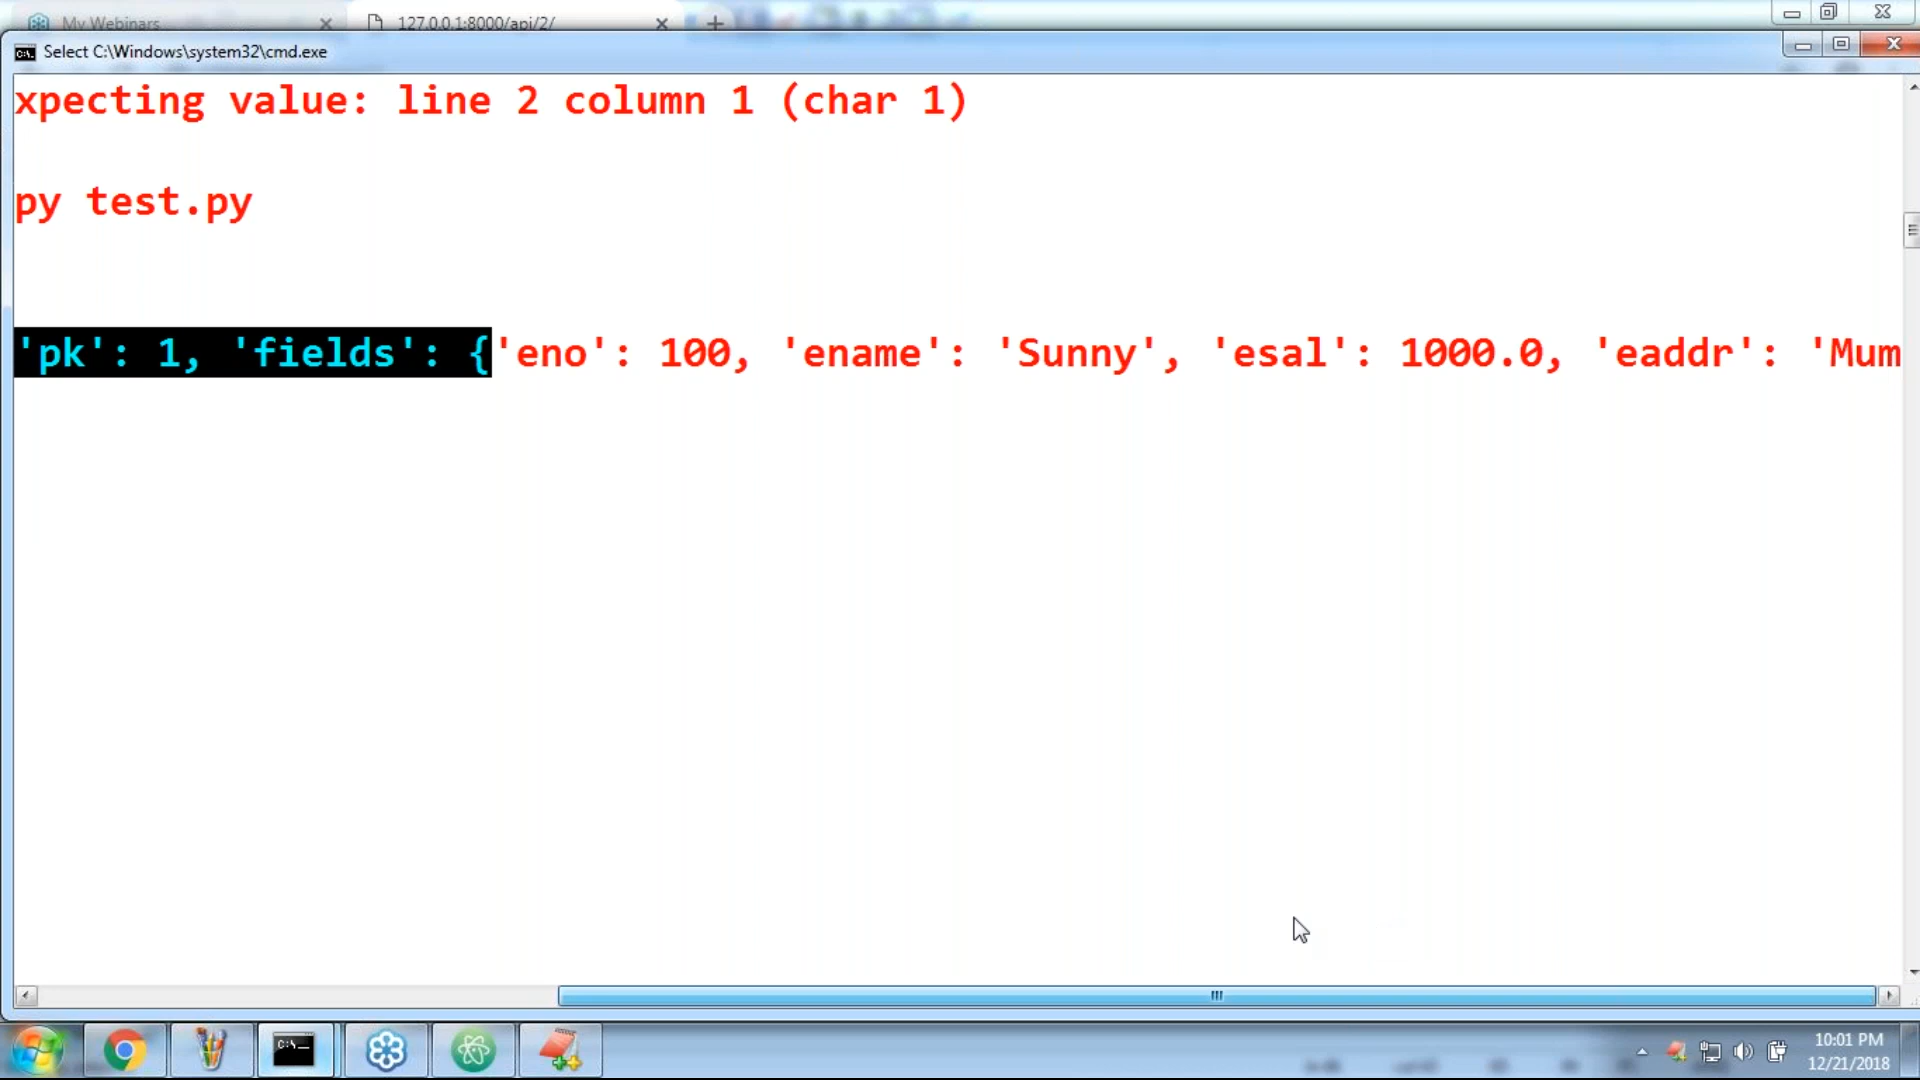 My Webinars
127.0.0.1:8000/api/2/
Select C:\Windows\system32\cmd.exe
xpecting value: line 2 column 1 (char 1)
py test.py
'pk': 1, 'fields': {'eno': 100, 'ename': 'Sunny', 'esal': 1000.0, 'eaddr': 'Mum
10:01 PM
12/21/2018